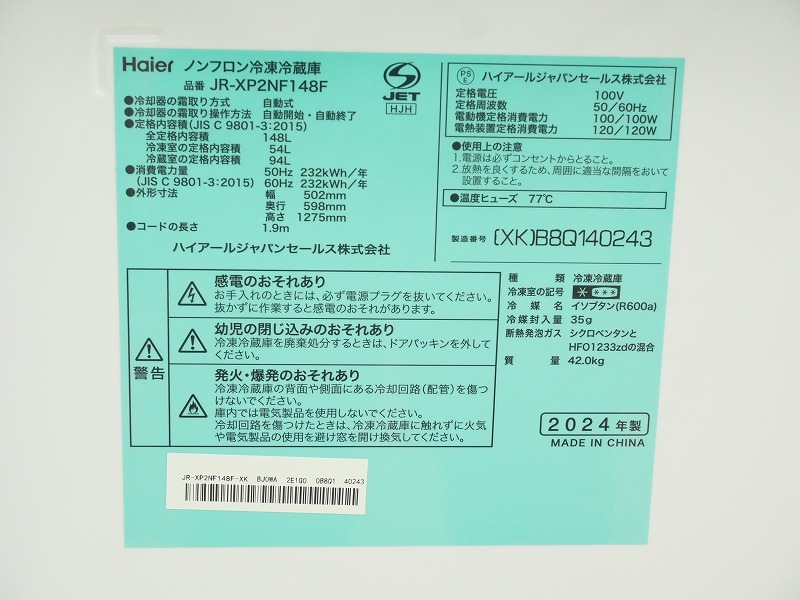 Haier ノンフロン冷凍冷蔵庫
品番 JR-XP2NF148F
●冷却器の霜取り方式 自動式
●冷却器の霜取り操作方法 自動開始・自動終了
●定格内容積(JIS C 9801-3:2015)
全定格内容積 148L
冷凍室の定格内容積 54L
冷蔵室の定格内容積 94L
●消費電力量 50Hz 232kWh/年
(JIS C 9801-3:2015) 60Hz 232kWh/年
●外形寸法 幅 502mm
奥行 598mm
高さ 1275mm
●コードの長さ 1.9m
ハイアールジャパンセールス株式会社
S
JET
HJH
PSE ハイアールジャパンセールス株式会社
定格電圧 100V
定格周波数 50/60Hz
電動機定格消費電力 100/100W
電熱装置定格消費電力 120/120W
●使用上の注意
1.電源は必ずコンセントからとること。
2.放熱を良くするため、周囲に適当な間隔をおいて
設置すること。
●温度ヒューズ 77℃
製造番号 (XK)B8Q140243
警告
感電のおそれあり
お手入れのときには、必ず電源プラグを抜いてください。
抜かずに作業すると感電のおそれがあります。
幼児の閉じ込めのおそれあり
冷凍冷蔵庫を廃棄処分するときは、ドアパッキンを外して
ください。
発火・爆発のおそれあり
冷凍冷蔵庫の背面や側面にある冷却回路(配管)を傷つ
けないでください。
庫内では電気製品を使用しないでください。
冷却回路を傷つけたときは、冷凍冷蔵庫に触れずに火気
や電気製品の使用を避け窓を開け換気してください。
種類 冷凍冷蔵庫
冷凍室の記号 * ***
冷媒名 イソブタン(R600a)
冷媒封入量 35g
断熱発泡ガス シクロペンタンと
HFO1233zdの混合
質量 42.0kg
2024年製
MADE IN CHINA
JR-XP2NF148F-XK BJ0WA 2E1G0 0B8Q1 40243